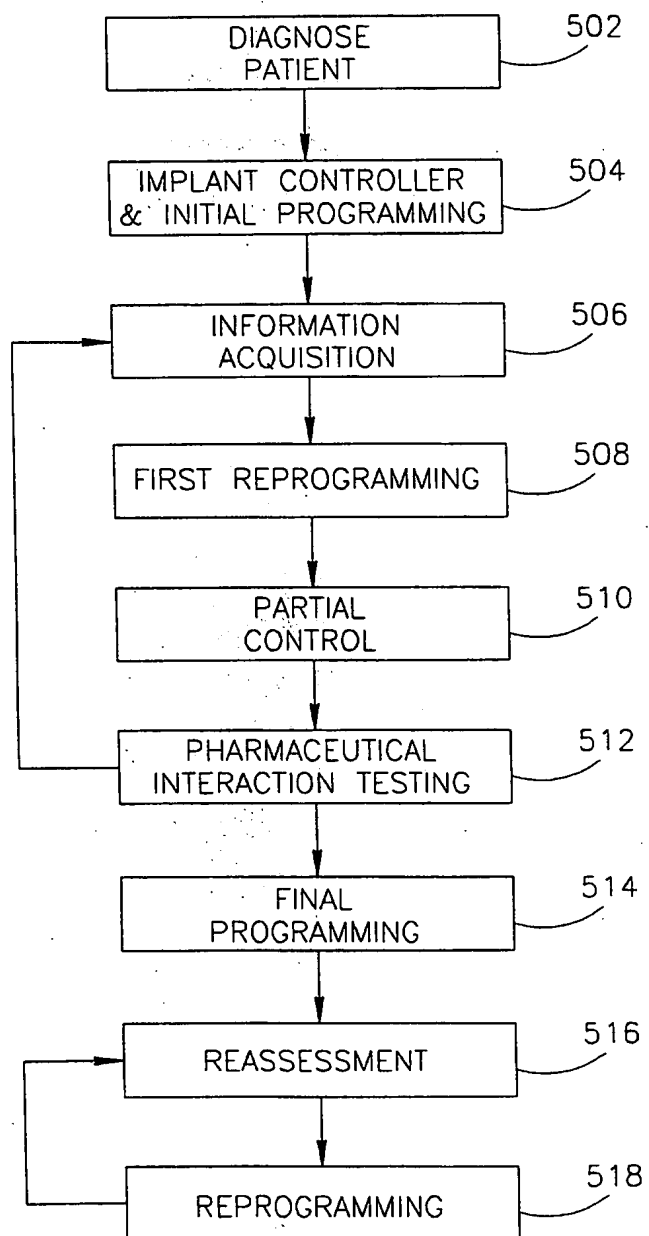 DIAGNOSE
PATIENT
502
IMPLANT CONTROLLER
& INITIAL PROGRAMMING
504
INFORMATION
ACQUISITION
506
FIRST REPROGRAMMING
508
PARTIAL
CONTROL
510
PHARMACEUTICAL
INTERACTION TESTING
512
FINAL
PROGRAMMING
514
REASSESSMENT
516
REPROGRAMMING
518